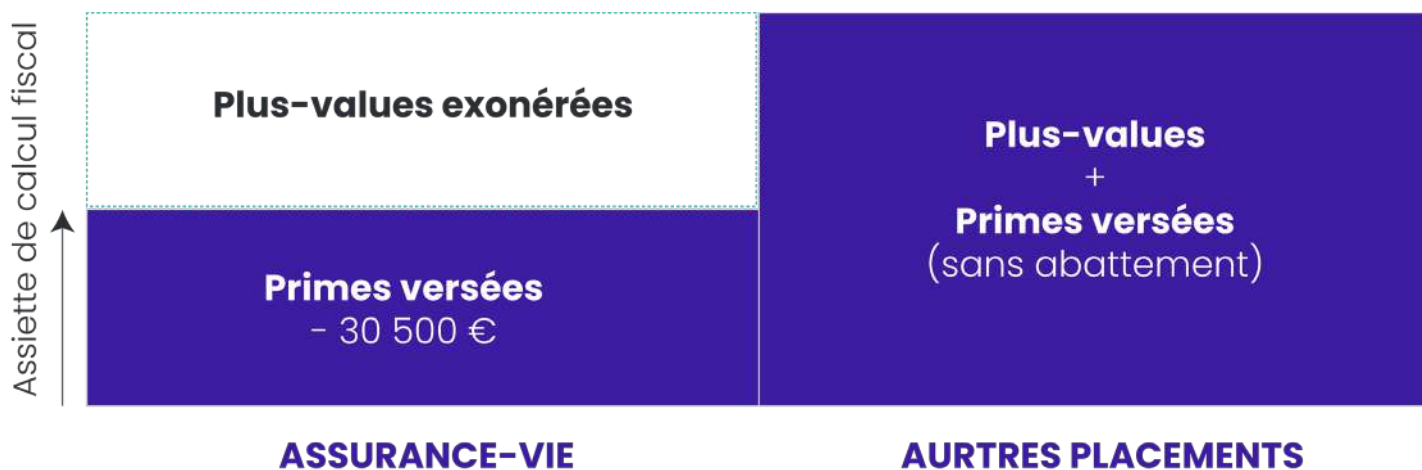 Assiette de calcul fiscal
Plus-values exonérées
Primes versées
- 30 500 €
Plus-values
+
Primes versées
(sans abattement)
ASSURANCE-VIE
AURTRES PLACEMENTS